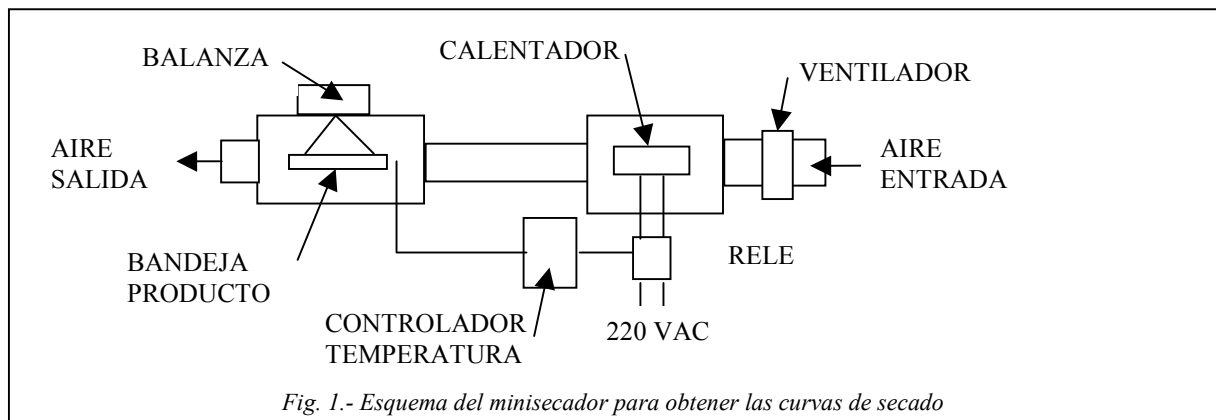 BALANZA
CALENTADOR
VENTILADOR
AIRE
SALIDA
AIRE
ENTRADA
BANDEJA
PRODUCTO
RELE
CONTROLADOR
TEMPERATURA
220 VAC
Fig. 1.- Esquema del minisecador para obtener las curvas de secado